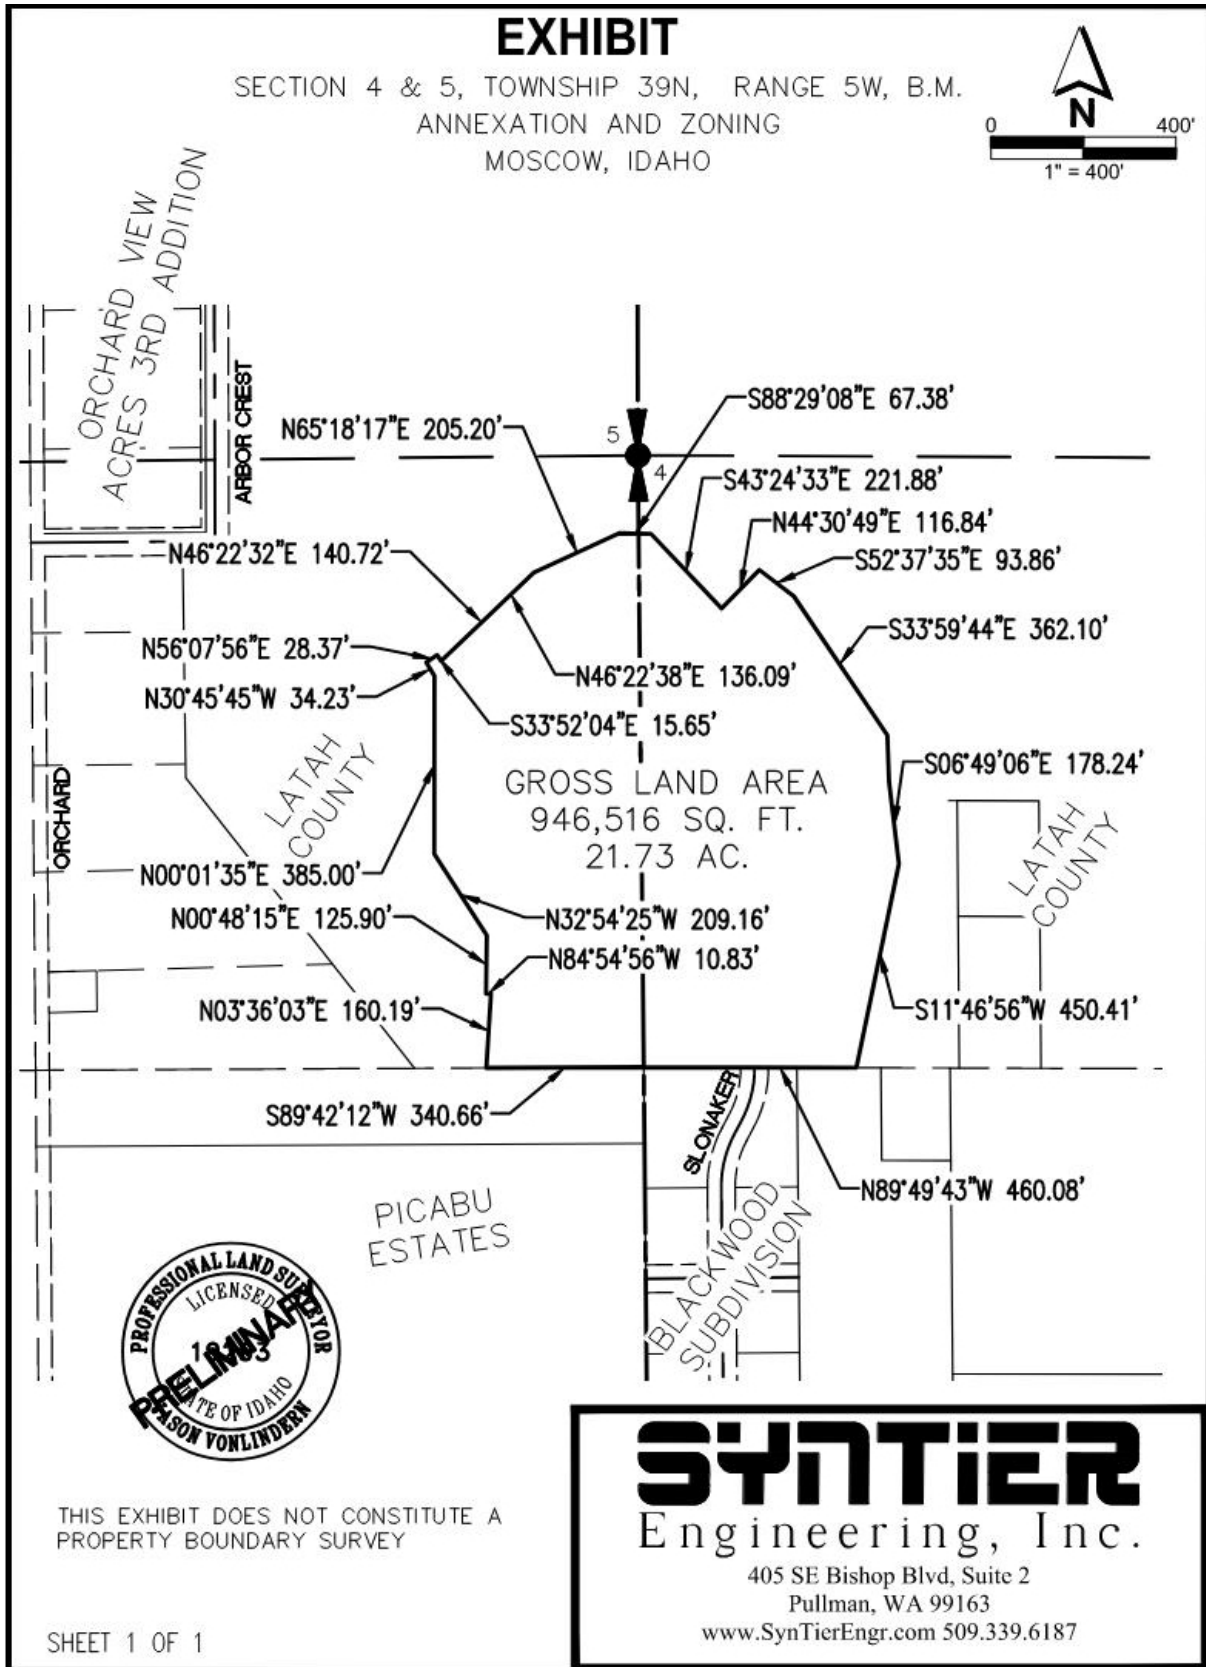 EXHIBIT
SECTION 4 & 5, TOWNSHIP 39N, RANGE 5W, B.M.
ANNEXATION AND ZONING
MOSCOW, IDAHO
N
0 400'
1" = 400'
ORCHARD VIEW
ACRES 3RD ADDITION
ARBOR CREST
S88°29'08"E 67.38'
N65°18'17"E 205.20'
5
4
S43°24'33"E 221.88'
N44°30'49"E 116.84'
N46°22'32"E 140.72'
S52°37'35"E 93.86'
S33°59'44"E 362.10'
N56°07'56"E 28.37'
N46°22'38"E 136.09'
N30°45'45"W 34.23'
S33°52'04"E 15.65'
S06°49'06"E 178.24'
LATAH
COUNTY
GROSS LAND AREA
946,516 SQ. FT.
21.73 AC.
ORCHARD
LATAH
COUNTY
N00°01'35"E 385.00'
N00°48'15"E 125.90'
N32°54'25"W 209.16'
N84°54'56"W 10.83'
N03°36'03"E 160.19'
S11°46'56"W 450.41'
S89°42'12"W 340.66'
SLONAKER
N89°49'43"W 460.08'
PICABU
ESTATES
BLACKWOOD
SUBDIVISION
PROFESSIONAL LAND SURVEYOR
LICENSED
PRELIMINARY
STATE OF IDAHO
JASON VONLINDERN
THIS EXHIBIT DOES NOT CONSTITUTE A
PROPERTY BOUNDARY SURVEY
SHEET 1 OF 1
SYNTIER
Engineering, Inc.
405 SE Bishop Blvd, Suite 2
Pullman, WA 99163
www.SynTierEngr.com 509.339.6187